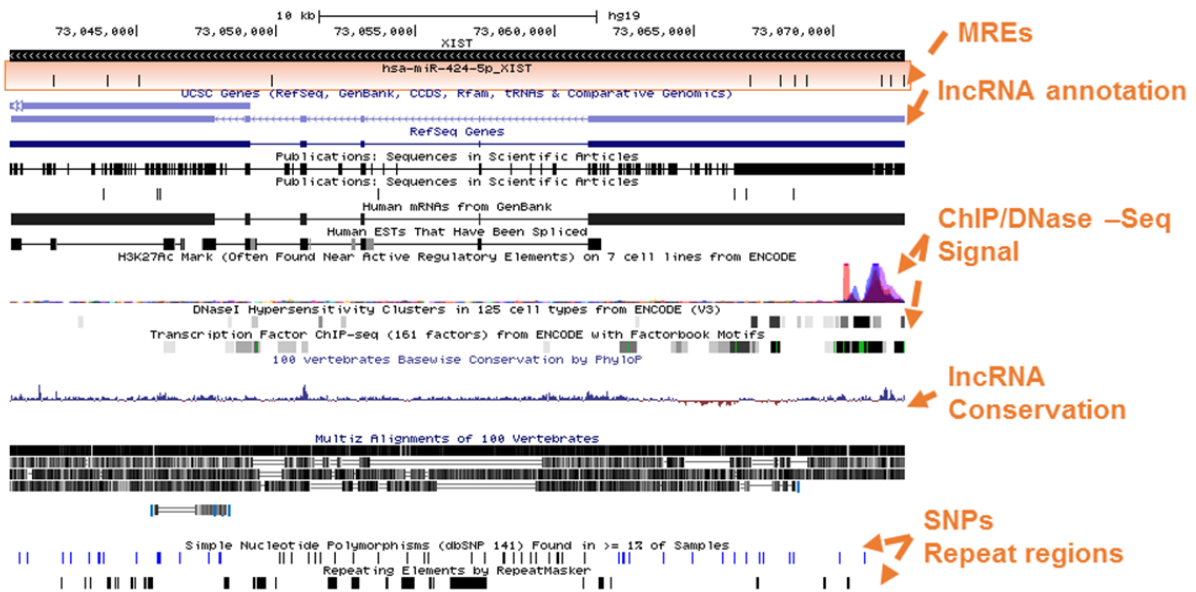 10 kb hg19
73,045,000 73,050,000 73,055,000 73,060,000 73,065,000 73,070,000
XIST
hsa-miR-424-5p_XIST
UCSC Genes (RefSeq, GenBank, CCDS, Rfam, tRNAs & Comparative Genomics)
RefSeq Genes
Publications: Sequences in Scientific Articles
Publications: Sequences in Scientific Articles
Human mRNAs from GenBank
Human ESTs That Have Been Spliced
H3K27Ac Mark (Often Found Near Active Regulatory Elements) on 7 cell lines from ENCODE
DNaseI Hypersensitivity Clusters in 125 cell types from ENCODE (V3)
Transcription Factor ChIP-seq (161 factors) from ENCODE with Factorbook Motifs
100 vertebrates Basewise Conservation by PhyloP
Multiz Alignments of 100 Vertebrates
Simple Nucleotide Polymorphisms (dbSNP 141) Found in >= 1% of Samples
Repeating Elements by RepeatMasker
MREs
lncRNA annotation
ChIP/DNase –Seq
Signal
lncRNA
Conservation
SNPs
Repeat regions